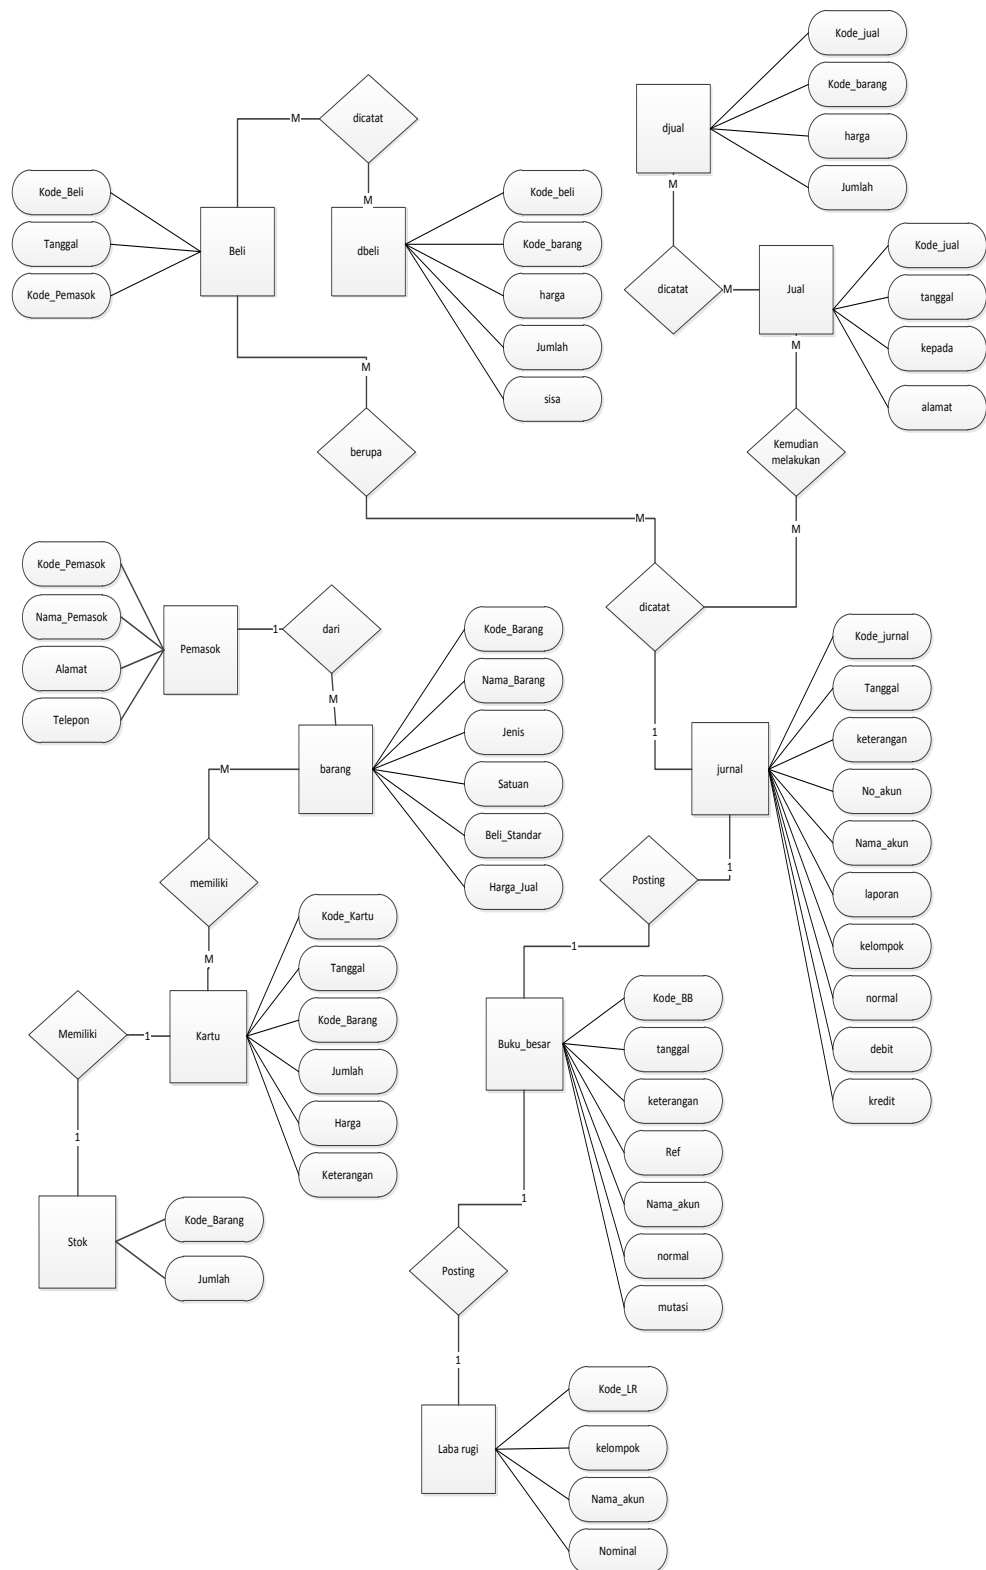 Kode_jual
Kode_barang
harga
Jumlah
djual
M
dicatat
M
Jual
Kode_jual
tanggal
kepada
alamat
M
Kemudian
melakukan
M
M
dicatat
M
Kode_Beli
Tanggal
Kode_Pemasok
Beli
dbeli
Kode_beli
Kode_barang
harga
Jumlah
sisa
M
berupa
M
dicatat
1
Kode_Pemasok
Nama_Pemasok
Alamat
Telepon
Pemasok
1
dari
M
barang
Kode_Barang
Nama_Barang
Jenis
Satuan
Beli_Standar
Harga_Jual
M
memiliki
M
jurnal
Kode_jurnal
Tanggal
keterangan
No_akun
Nama_akun
laporan
kelompok
normal
debit
kredit
1
Posting
1
Kartu
Kode_Kartu
Tanggal
Kode_Barang
Jumlah
Harga
Keterangan
1
Memiliki
1
Stok
Kode_Barang
Jumlah
Buku_besar
Kode_BB
tanggal
keterangan
Ref
Nama_akun
normal
mutasi
1
Posting
1
Laba rugi
Kode_LR
kelompok
Nama_akun
Nominal